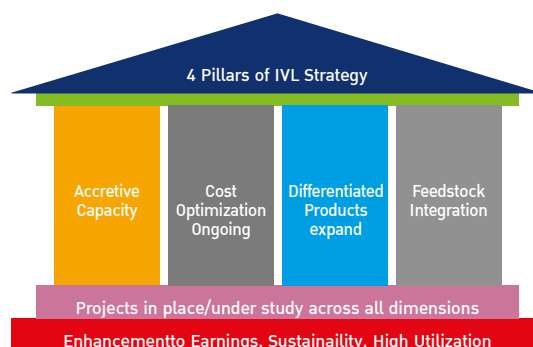 4 Pillars of IVL Strategy
Accretive
Capacity
Cost
Optimization
Ongoing
Differentiated
Products
expand
Feedstock
Integration
Projects in place/under study across all dimensions
Enhancementto Earnings, Sustainaility, High Utilization